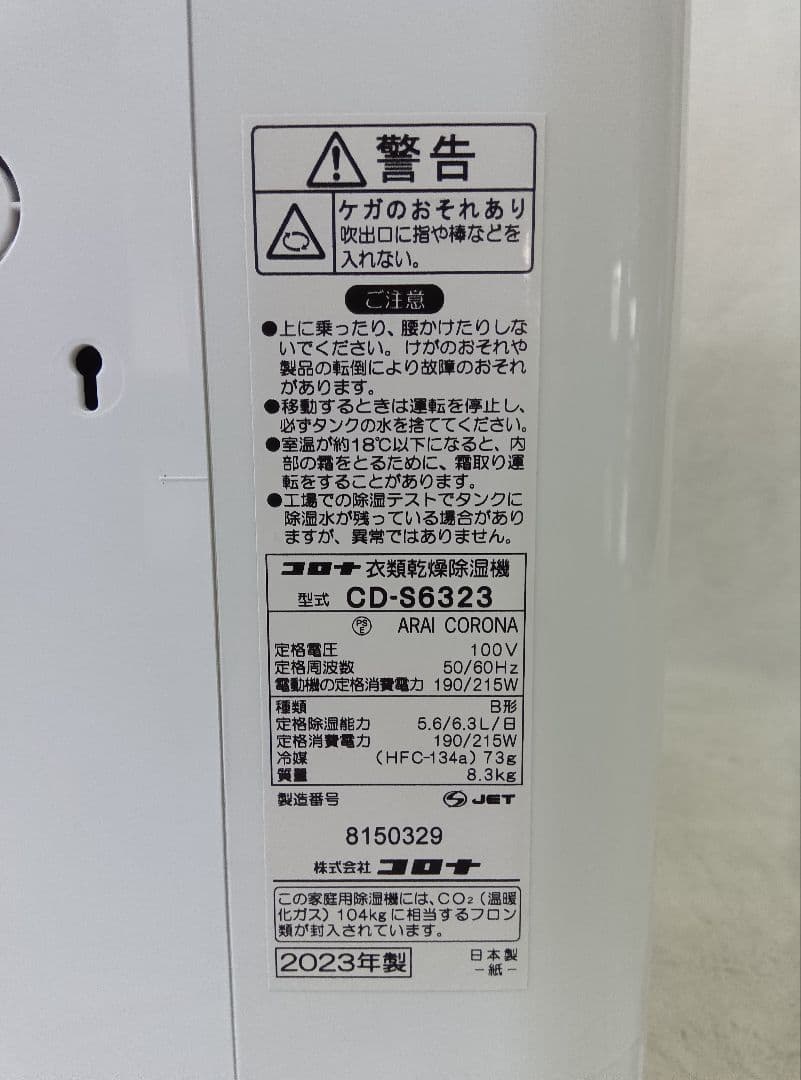 警告
ケガのおそれあり
吹出口に指や棒などを
入れない。
ご注意
●上に乗ったり、腰かけたりしな
いでください。けがのおそれや
製品の転倒により故障のおそれ
があります。
●移動するときは運転を停止し、
必ずタンクの水を捨ててください。
●室温が約18℃以下になると、内
部の霜をとるために、霜取り運
転をすることがあります。
●工場での除湿テストでタンクに
除湿水が残っている場合があり
ますが、異常ではありません。
コロナ 衣類乾燥除湿機
型式 CD-S6323
PSE ARAI CORONA
定格電圧 100V
定格周波数 50/60Hz
電動機の定格消費電力 190/215W
種類 B形
定格除湿能力 5.6/6.3L/日
定格消費電力 190/215W
冷媒 (HFC-134a) 73g
質量 8.3kg
製造番号 JET
8150329
株式会社 コロナ
この家庭用除湿機には、CO₂(温暖
化ガス)104kgに相当するフロン
類が封入されています。
2023年製 日本製
-紙-